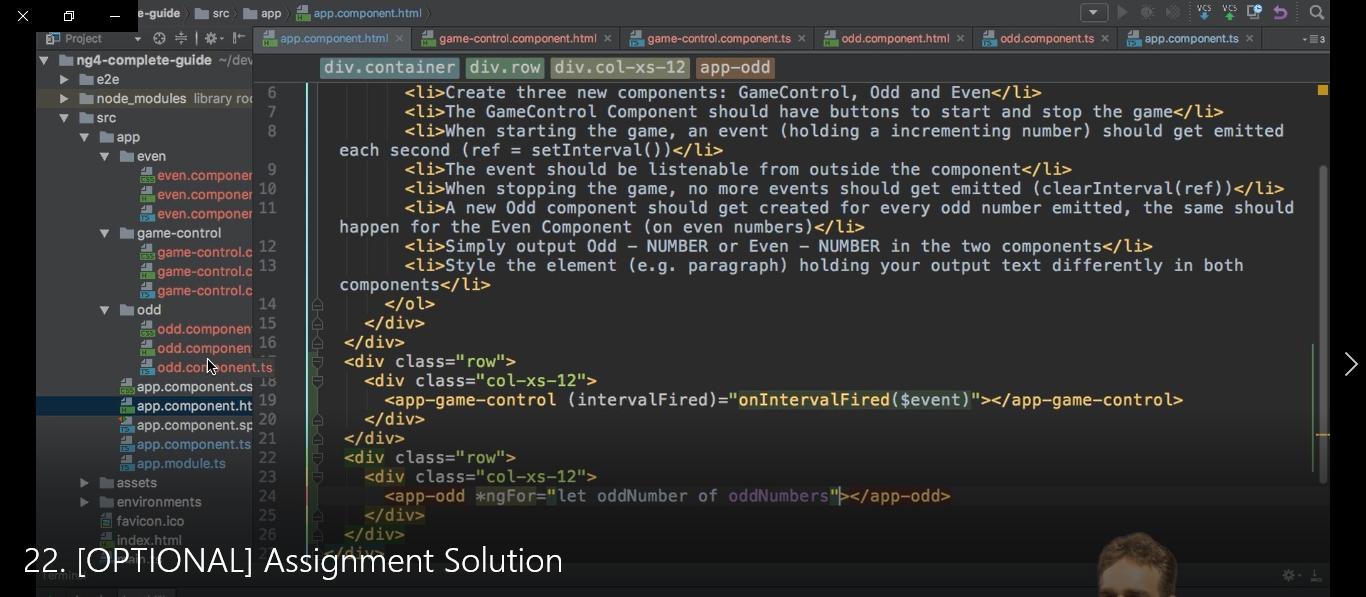 e-guide src app app.component.html
Project
app.component.html game-control.component.html game-control.component.ts odd.component.html odd.component.ts app.component.ts
ng4-complete-guide ~/dev
e2e
node_modules library roo
src
app
even
even.componen
even.componen
even.componen
game-control
game-control.c
game-control.c
game-control.c
odd
odd.componen
odd.componen
odd.component.ts
app.component.cs
app.component.ht
app.component.sp
app.component.ts
app.module.ts
assets
environments
favicon.ico
index.html
div.container div.row div.col-xs-12 app-odd
6 <li>Create three new components: GameControl, Odd and Even</li>
7 <li>The GameControl Component should have buttons to start and stop the game</li>
8 <li>When starting the game, an event (holding a incrementing number) should get emitted
each second (ref = setInterval())</li>
9 <li>The event should be listenable from outside the component</li>
10 <li>When stopping the game, no more events should get emitted (clearInterval(ref))</li>
11 <li>A new Odd component should get created for every odd number emitted, the same should
happen for the Even Component (on even numbers)</li>
12 <li>Simply output Odd – NUMBER or Even – NUMBER in the two components</li>
13 <li>Style the element (e.g. paragraph) holding your output text differently in both
components</li>
14 </ol>
15 </div>
16 </div>
<div class="row">
18 <div class="col-xs-12">
19 <app-game-control (intervalFired)="onIntervalFired($event)"></app-game-control>
20 </div>
21 </div>
22 <div class="row">
23 <div class="col-xs-12">
24 <app-odd *ngFor="let oddNumber of oddNumbers"></app-odd>
25 </div>
26 </div>
</div>
22. [OPTIONAL] Assignment Solution
VCS VCS